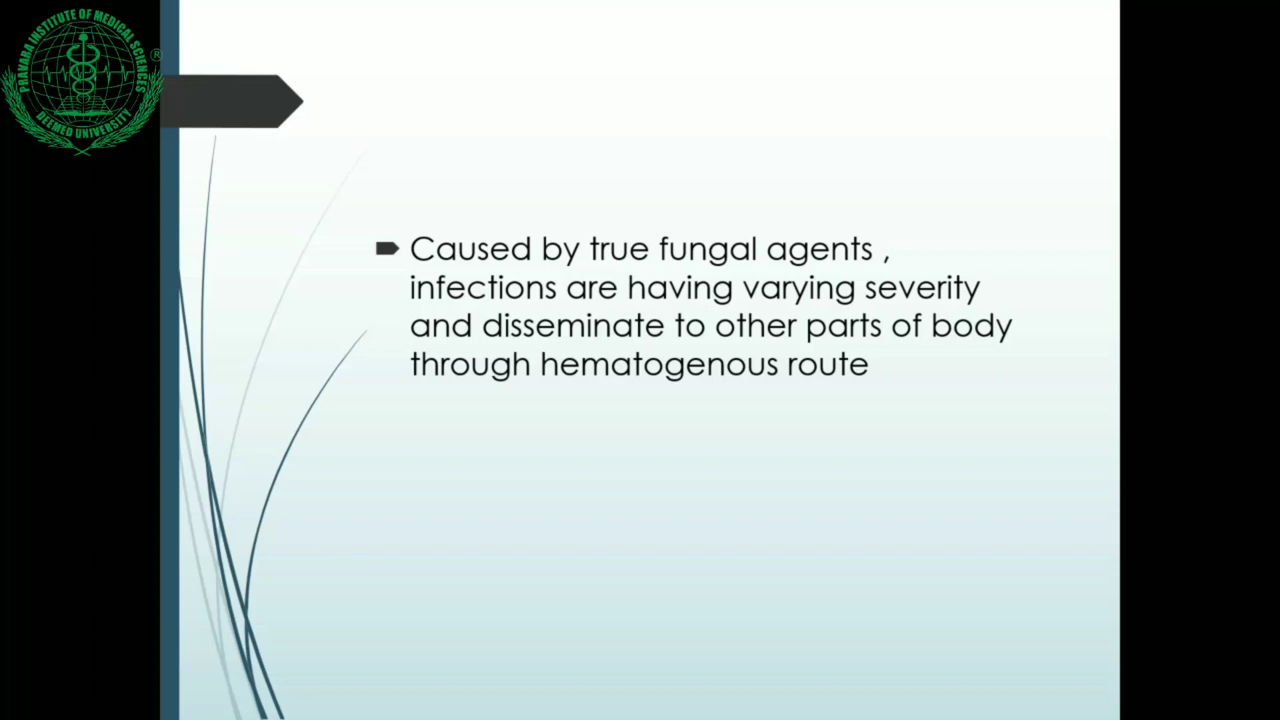 PRAVARA INSTITUTE OF MEDICAL SCIENCES
®
DEEMED UNIVERSITY
Caused by true fungal agents ,
infections are having varying severity
and disseminate to other parts of body
through hematogenous route